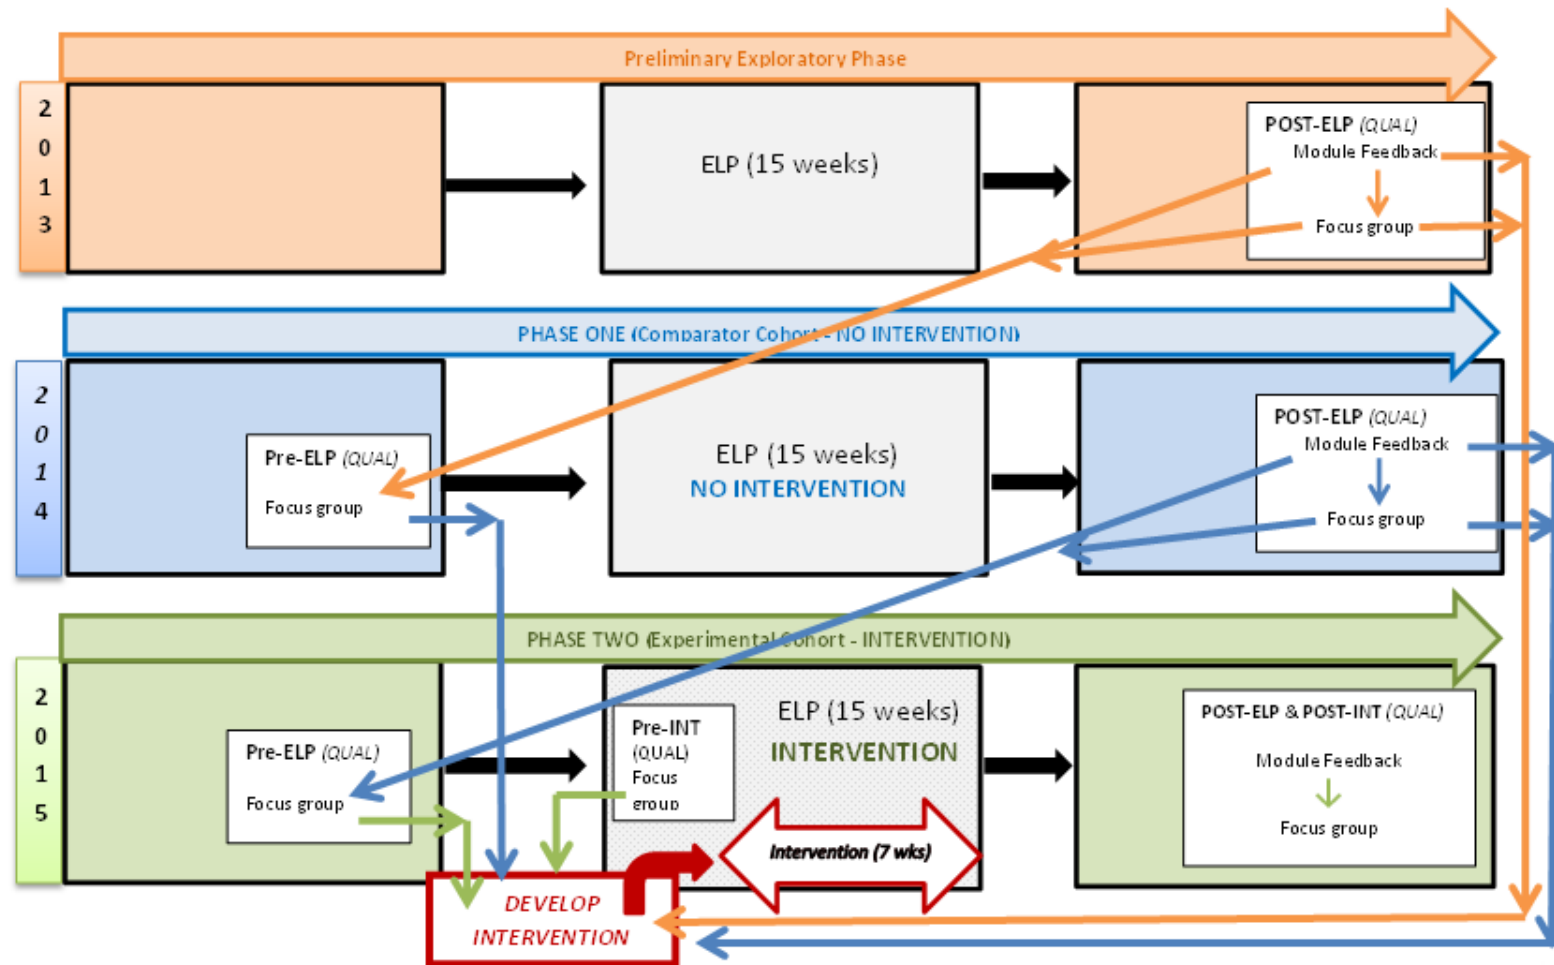 Preliminary Exploratory Phase
2
0
1
3
ELP (15 weeks)
POST-ELP (QUAL)
Module Feedback
Focus group
PHASE ONE (Comparator Cohort - NO INTERVENTION)
2
0
1
4
Pre-ELP (QUAL)
Focus group
ELP (15 weeks)
NO INTERVENTION
POST-ELP (QUAL)
Module Feedback
Focus group
PHASE TWO (Experimental Cohort - INTERVENTION)
2
0
1
5
Pre-ELP (QUAL)
Focus group
Pre-INT
(QUAL)
Focus
group
ELP (15 weeks)
INTERVENTION
Intervention (7 wks)
POST-ELP & POST-INT (QUAL)
Module Feedback
Focus group
DEVELOP
INTERVENTION